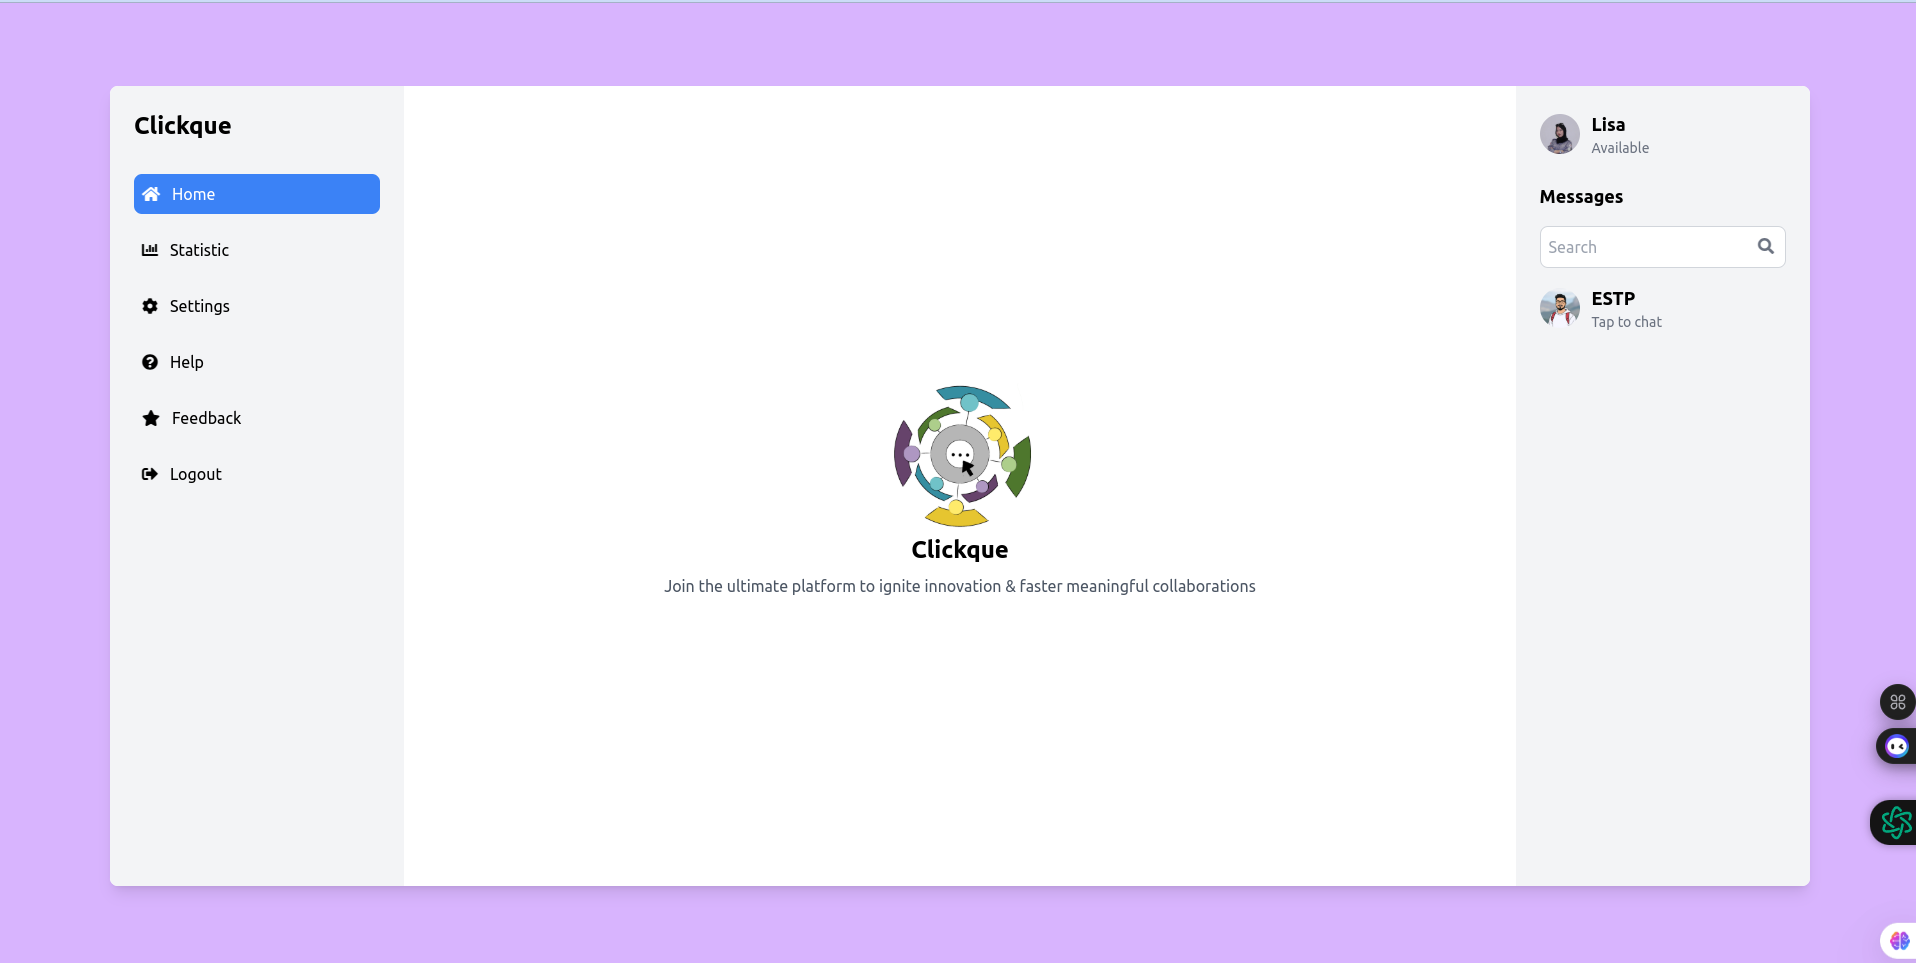 Clickque
Home
Statistic
Settings
Help
Feedback
Logout
Clickque
Join the ultimate platform to ignite innovation & faster meaningful collaborations
Lisa
Available
Messages
Search
ESTP
Tap to chat